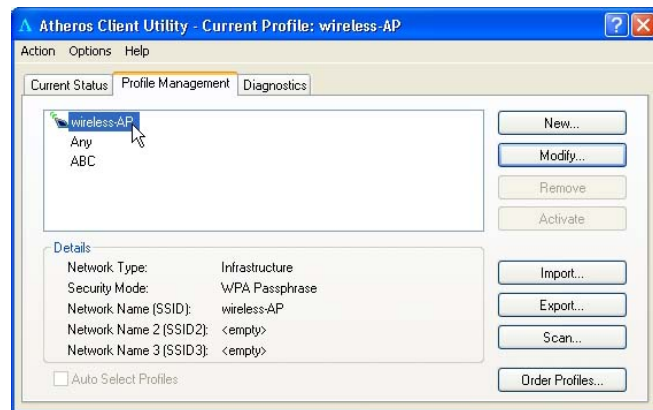 Atheros Client Utility - Current Profile: wireless-AP
Action Options Help
Current Status Profile Management Diagnostics
wireless-AP
Any
ABC
New...
Modify...
Remove
Activate
Details
Network Type: Infrastructure
Security Mode: WPA Passphrase
Network Name (SSID): wireless-AP
Network Name 2 (SSID2): <empty>
Network Name 3 (SSID3): <empty>
Import...
Export...
Scan...
Auto Select Profiles
Order Profiles...